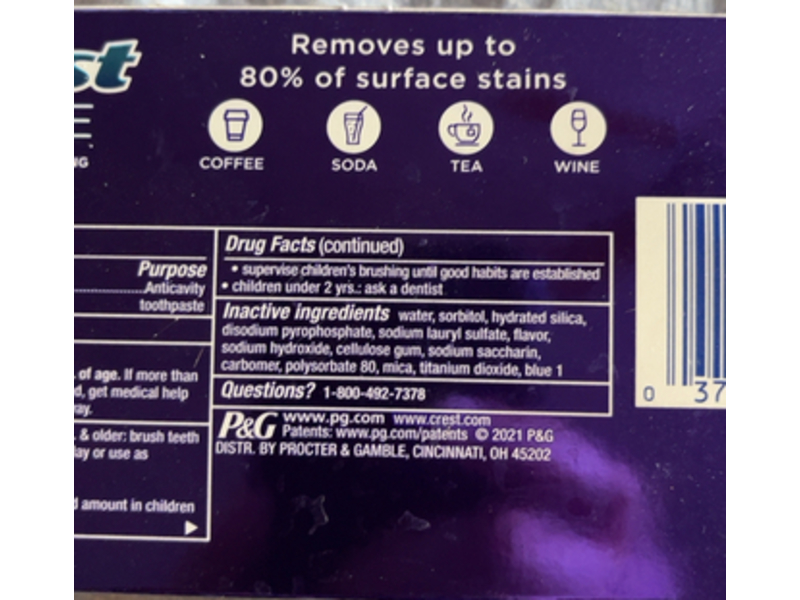 st
Removes up to
80% of surface stains
COFFEE SODA TEA WINE
Purpose
Anticavity
toothpaste
of age. If more than
get medical help
& older: brush teeth
or use as
amount in children
Drug Facts (continued)
• supervise children's brushing until good habits are established
• children under 2 yrs.: ask a dentist
Inactive ingredients water, sorbitol, hydrated silica,
disodium pyrophosphate, sodium lauryl sulfate, flavor,
sodium hydroxide, cellulose gum, sodium saccharin,
carbomer, polysorbate 80, mica, titanium dioxide, blue 1
Questions? 1-800-492-7378
P&G www.pg.com www.crest.com
Patents: www.pg.com/patents © 2021 P&G
DISTR. BY PROCTER & GAMBLE, CINCINNATI, OH 45202
0 37